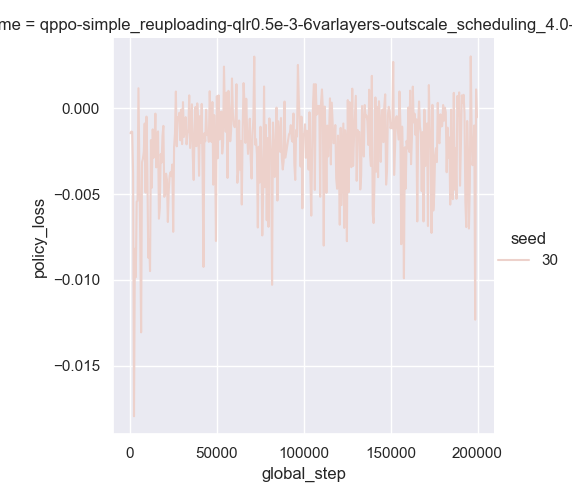 me = qppo-simple_reuploading-qlr0.5e-3-6varlayers-outscale_scheduling_4.0-
0.000
−0.005
−0.010
−0.015
policy_loss
seed
30
0
50000
100000
150000
200000
global_step